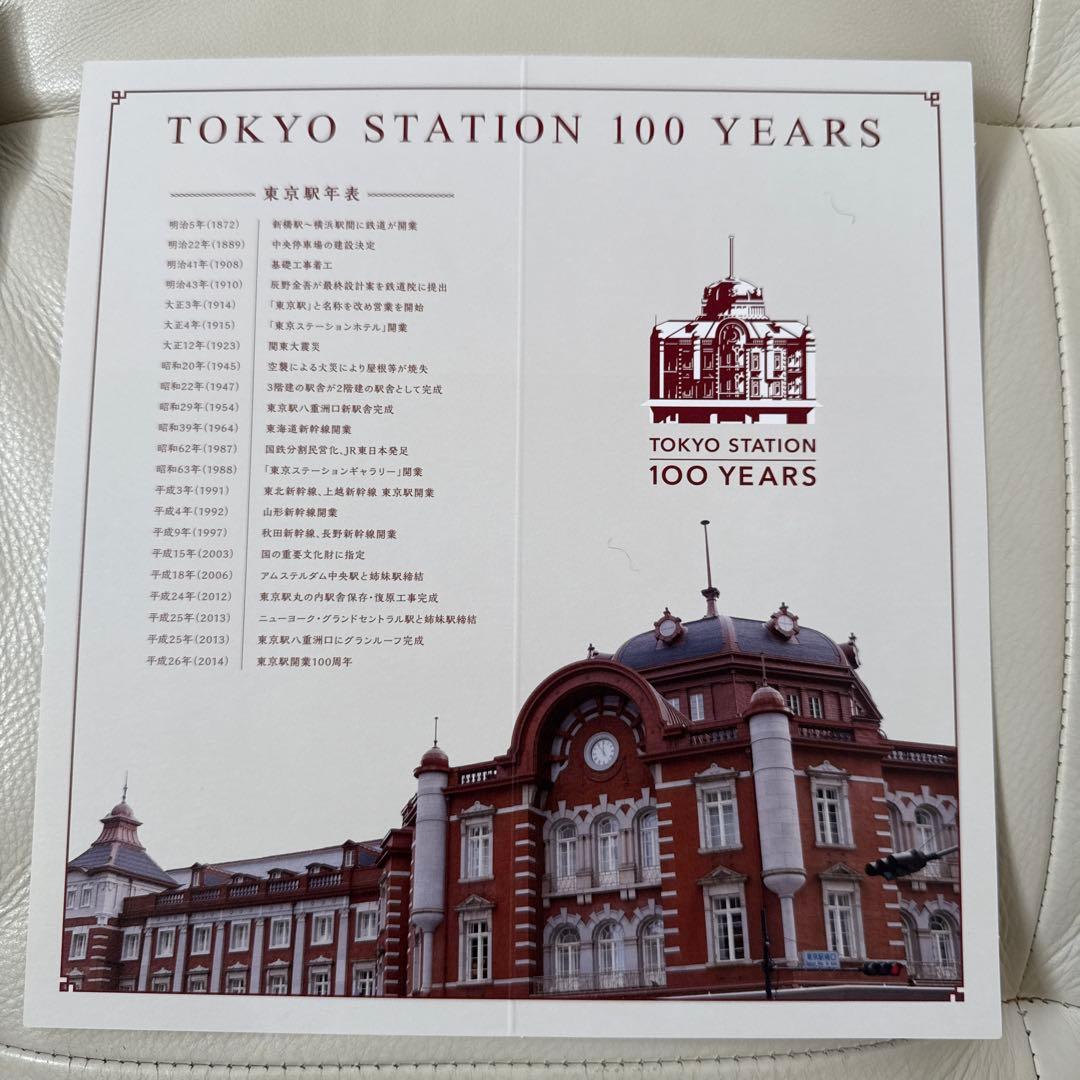 TOKYO STATION 100 YEARS
東京駅年表
明治5年(1872) 新橋駅～横浜駅間に鉄道が開業
明治22年(1889) 中央停車場の建設決定
明治41年(1908) 基礎工事着工
明治43年(1910) 辰野金吾が最終設計案を鉄道院に提出
大正3年(1914) 「東京駅」と名称を改め営業を開始
大正4年(1915) 「東京ステーションホテル」開業
大正12年(1923) 関東大震災
昭和20年(1945) 空襲による火災により屋根等が焼失
昭和22年(1947) 3階建の駅舎が2階建の駅舎として完成
昭和29年(1954) 東京駅八重洲口新駅舎完成
昭和39年(1964) 東海道新幹線開業
昭和62年(1987) 国鉄分割民営化、JR東日本発足
昭和63年(1988) 「東京ステーションギャラリー」開業
平成3年(1991) 東北新幹線、上越新幹線 東京駅開業
平成4年(1992) 山形新幹線開業
平成9年(1997) 秋田新幹線、長野新幹線開業
平成15年(2003) 国の重要文化財に指定
平成18年(2006) アムステルダム中央駅と姉妹駅締結
平成24年(2012) 東京駅丸の内駅舎保存・復原工事完成
平成25年(2013) ニューヨーク・グランドセントラル駅と姉妹駅締結
平成25年(2013) 東京駅八重洲口にグランルーフ完成
平成26年(2014) 東京駅開業100周年
TOKYO STATION
100 YEARS